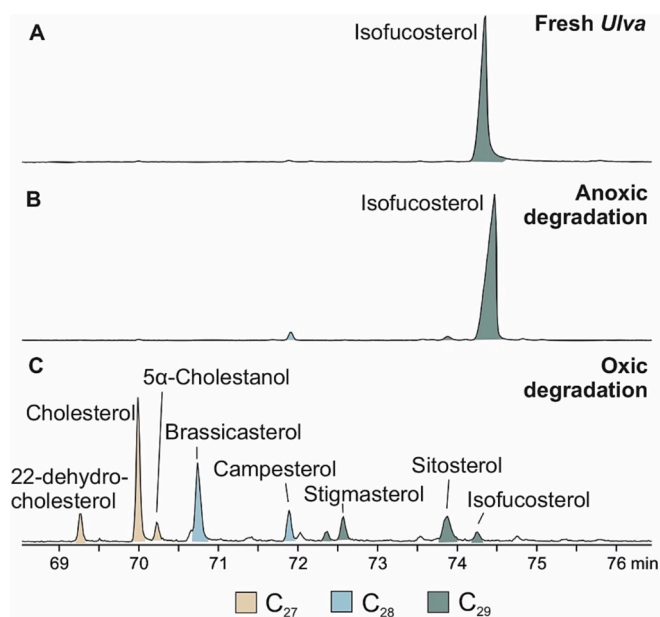 A
Isofucosterol
Fresh Ulva
B
Isofucosterol
Anoxic
degradation
C
Oxic
degradation
5α-Cholestanol
Cholesterol
Brassicasterol
22-dehydro-
cholesterol
Campesterol
Stigmasterol
Sitosterol
Isofucosterol
69 70 71 72 73 74 75 76 min
C27 C28 C29